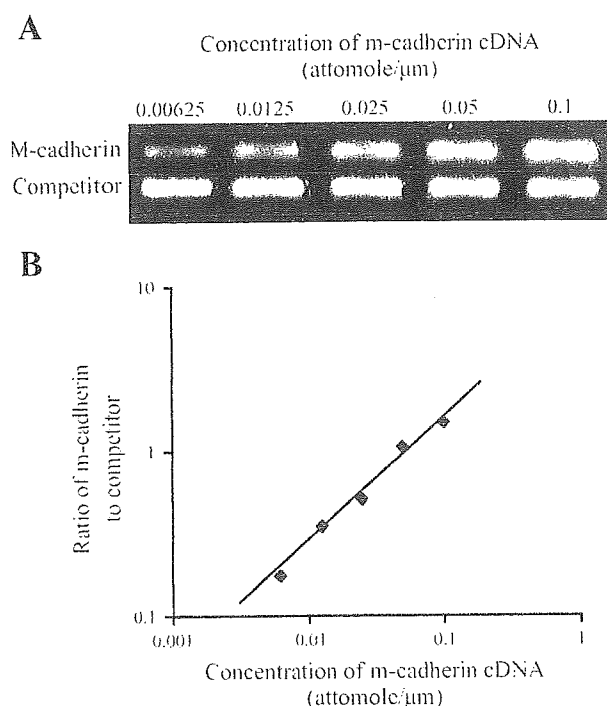 A
Concentration of m-cadherin cDNA
(attomole/μm)
0.00625 0.0125 0.025 0.05 0.1
M-cadherin
Competitor
B
10
1
0.1
Ratio of m-cadherin
to competitor
0.001 0.01 0.1 1
Concentration of m-cadherin cDNA
(attomole/μm)